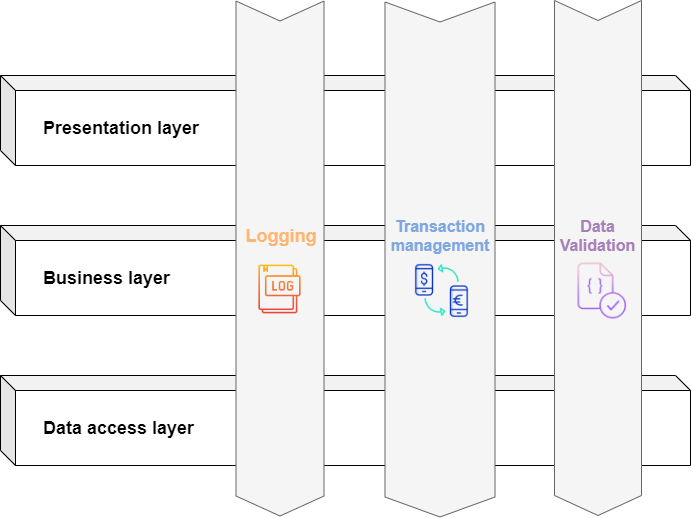 Presentation layer
Logging
Transaction
management
Data
Validation
LOG
$
€
{ }
Business layer
Data access layer